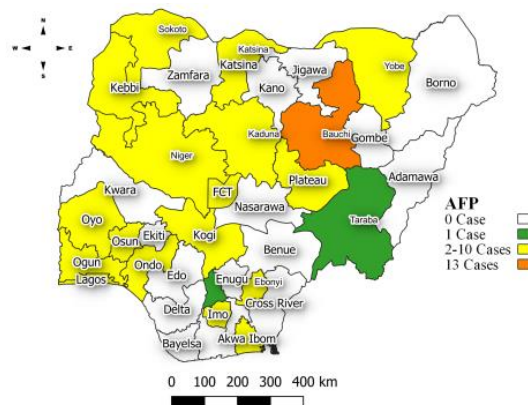 N
W E
S
Sokoto
Katsina
Kebbi
Zamfara
Katsina
Jigawa
Yobe
Borno
Kano
Kaduna
Bauchi
Gombe
Niger
Plateau
Adamawa
Kwara
FCT
Nasarawa
Taraba
Oyo
Osun
Ekiti
Kogi
Benue
Ogun
Ondo
Edo
Enugu
Ebonyi
Lagos
Delta
Imo
Cross River
Bayelsa
Akwa Ibom
AFP
0 Case
1 Case
2-10 Cases
13 Cases
0 100 200 300 400 km